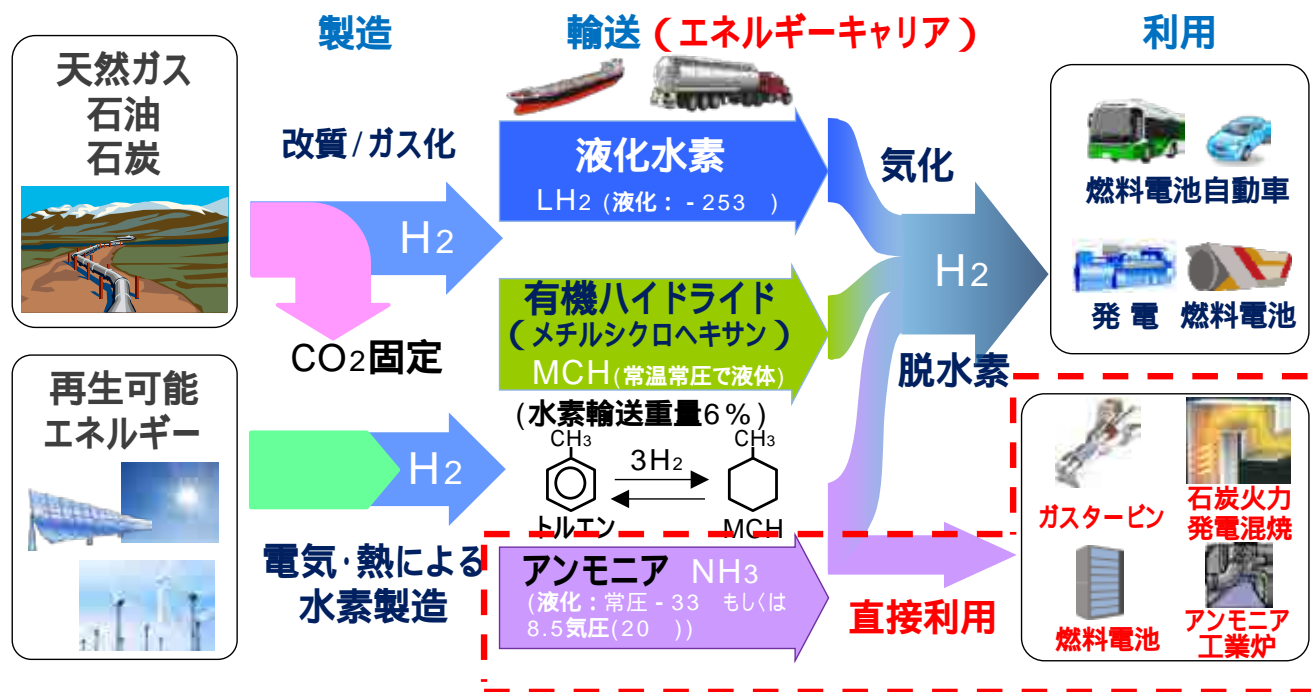 製造
輸送(エネルギーキャリア)
利用
天然ガス
石油
石炭
改質/ガス化
H2
CO2固定
再生可能
エネルギー
H2
電気・熱による
水素製造
液化水素
LH2 (液化: -253 )
有機ハイドライド
(メチルシクロヘキサン)
MCH(常温常圧で液体)
(水素輸送重量6%)
CH3
3H2
CH3
トルエン
MCH
アンモニア NH3
(液化:常圧 -33 もしくは
8.5気圧(20 ))
気化
H2
脱水素
直接利用
燃料電池自動車
発電
燃料電池
ガスタービン
石炭火力
発電混焼
燃料電池
アンモニア
工業炉